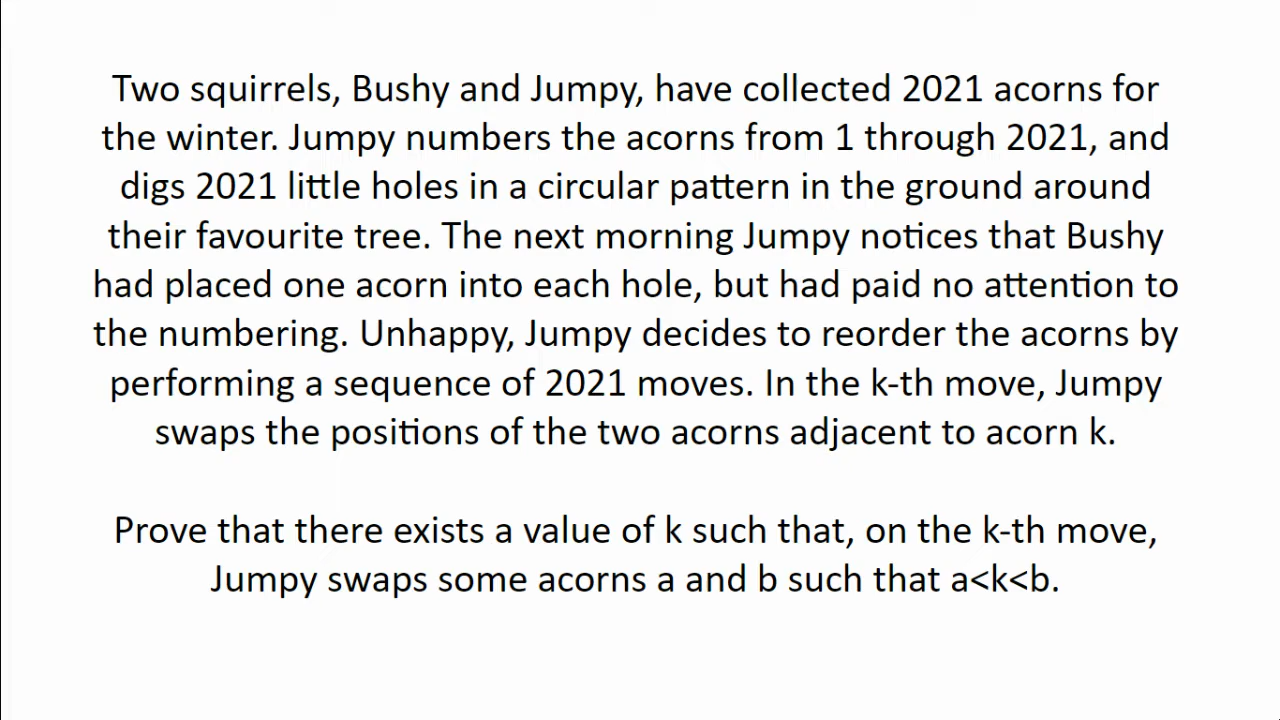 Two squirrels, Bushy and Jumpy, have collected 2021 acorns for
the winter. Jumpy numbers the acorns from 1 through 2021, and
digs 2021 little holes in a circular pattern in the ground around
their favourite tree. The next morning Jumpy notices that Bushy
had placed one acorn into each hole, but had paid no attention to
the numbering. Unhappy, Jumpy decides to reorder the acorns by
performing a sequence of 2021 moves. In the k-th move, Jumpy
swaps the positions of the two acorns adjacent to acorn k.
Prove that there exists a value of k such that, on the k-th move,
Jumpy swaps some acorns a and b such that a<k<b.